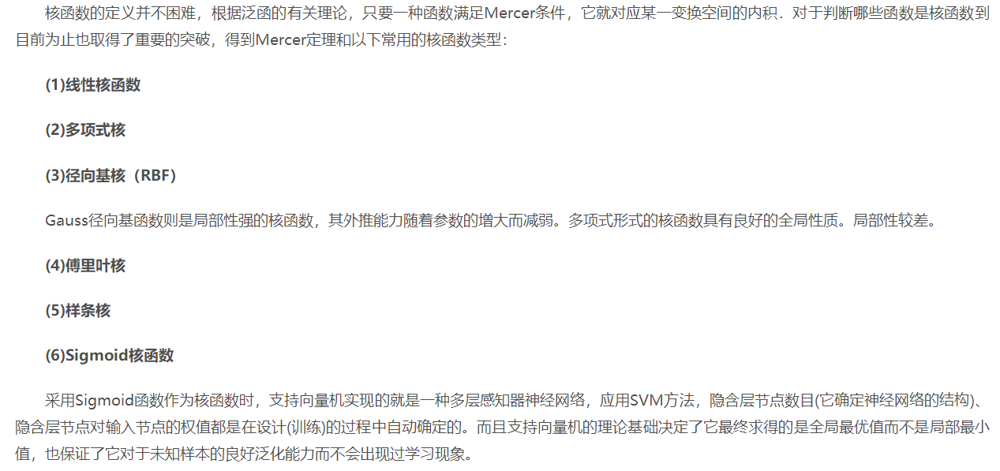 核函数的定义并不困难，根据泛函的有关理论，只要一种函数满足Mercer条件，它就对应某一变换空间的内积．对于判断哪些函数是核函数到
目前为止也取得了重要的突破，得到Mercer定理和以下常用的核函数类型：
(1)线性核函数
(2)多项式核
(3)径向基核（RBF）
Gauss径向基函数则是局部性强的核函数，其外推能力随着参数的增大而减弱。多项式形式的核函数具有良好的全局性质。局部性较差。
(4)傅里叶核
(5)样条核
(6)Sigmoid核函数
采用Sigmoid函数作为核函数时，支持向量机实现的就是一种多层感知器神经网络，应用SVM方法，隐含层节点数目(它确定神经网络的结构)、
隐含层节点对输入节点的权值都是在设计(训练)的过程中自动确定的。而且支持向量机的理论基础决定了它最终求得的是全局最优值而不是局部最小
值，也保证了它对于未知样本的良好泛化能力而不会出现过学习现象。